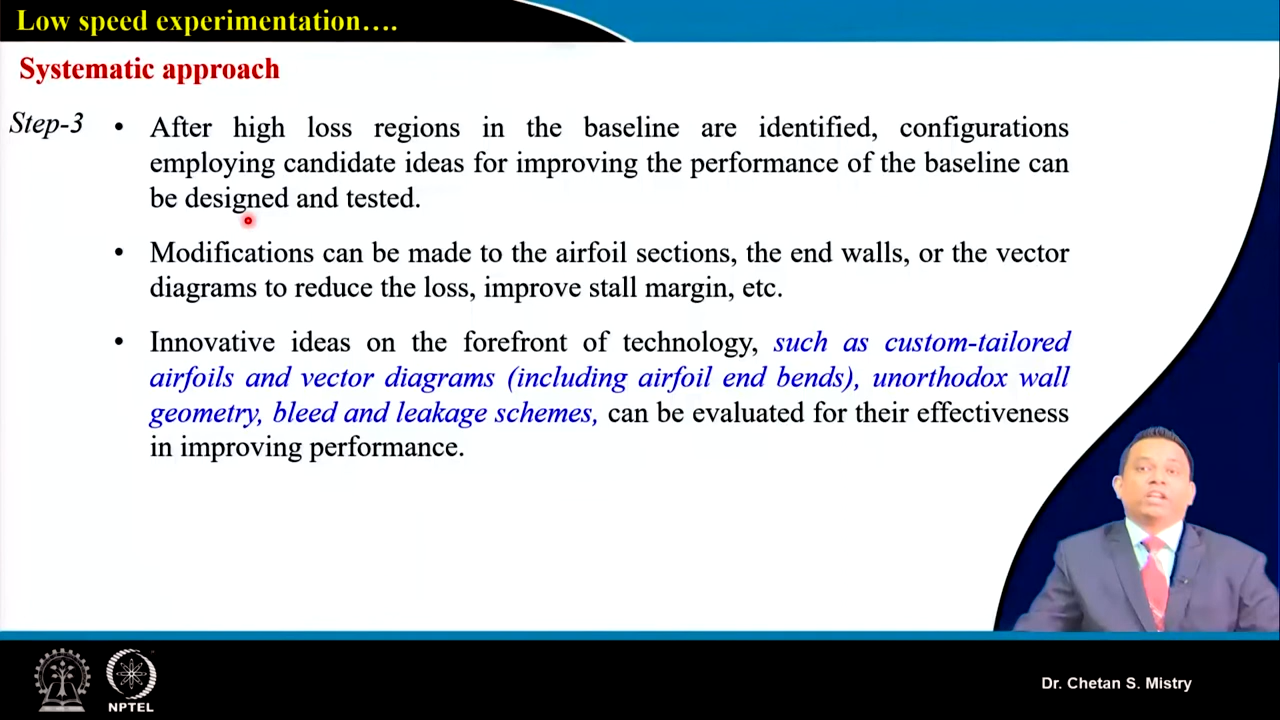 Low speed experimentation....
Systematic approach
Step-3
• After high loss regions in the baseline are identified, configurations
employing candidate ideas for improving the performance of the baseline can
be designed and tested.
• Modifications can be made to the airfoil sections, the end walls, or the vector
diagrams to reduce the loss, improve stall margin, etc.
• Innovative ideas on the forefront of technology, such as custom-tailored
airfoils and vector diagrams (including airfoil end bends), unorthodox wall
geometry, bleed and leakage schemes, can be evaluated for their effectiveness
in improving performance.
NPTEL
Dr. Chetan S. Mistry